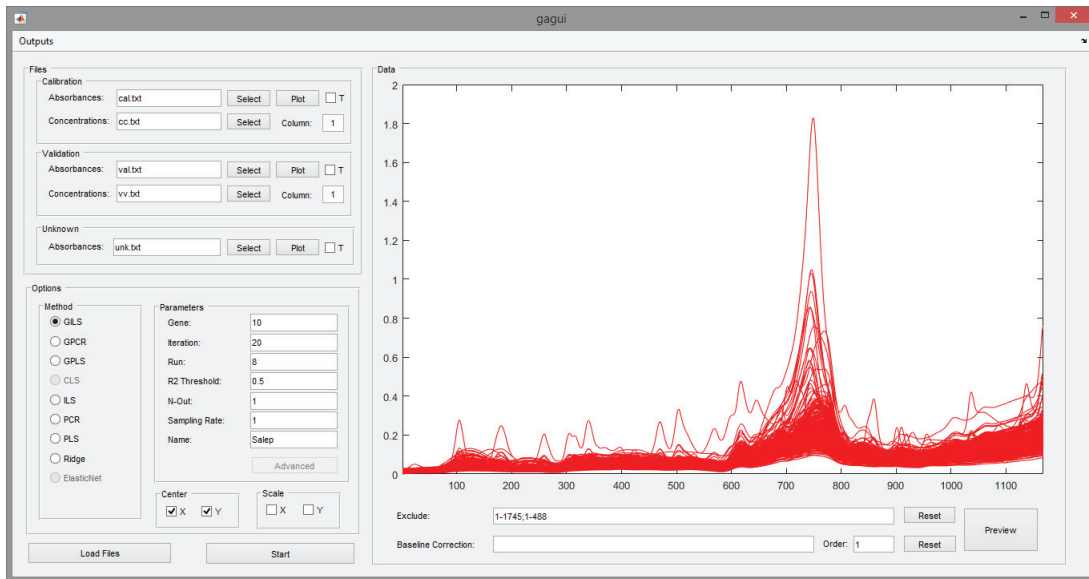 gagui
Outputs
Files
Calibration
Absorbances: cal.txt Select Plot T
Concentrations: cc.txt Select Column: 1
Validation
Absorbances: val.txt Select Plot T
Concentrations: vv.txt Select Column: 1
Unknown
Absorbances: unk.txt Select Plot T
Options
Method
GILS
GPCR
GPLS
CLS
ILS
PCR
PLS
Ridge
ElasticNet
Parameters
Gene: 10
Iteration: 20
Run: 8
R2 Threshold: 0.5
N-Out: 1
Sampling Rate: 1
Name: Salep
Advanced
Center
X Y
Scale
X Y
Load Files Start
Data
2
1.8
1.6
1.4
1.2
1
0.8
0.6
0.4
0.2
0
100 200 300 400 500 600 700 800 900 1000 1100
Exclude: 1-1745;1-488 Reset
Baseline Correction: Order: 1 Reset
Preview